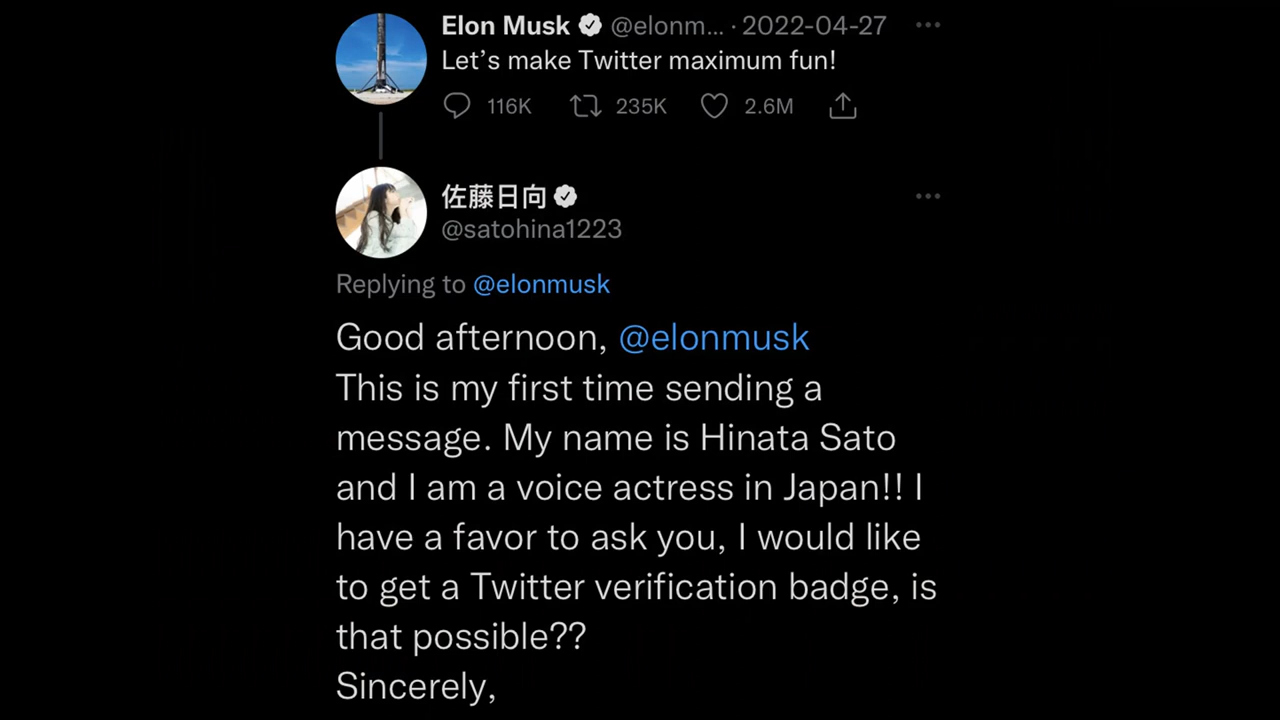 Elon Musk @elonm... · 2022-04-27
Let's make Twitter maximum fun!
116K 235K 2.6M
佐藤日向
@satohina1223
Replying to @elonmusk
Good afternoon, @elonmusk
This is my first time sending a
message. My name is Hinata Sato
and I am a voice actress in Japan!! I
have a favor to ask you, I would like
to get a Twitter verification badge, is
that possible??
Sincerely,